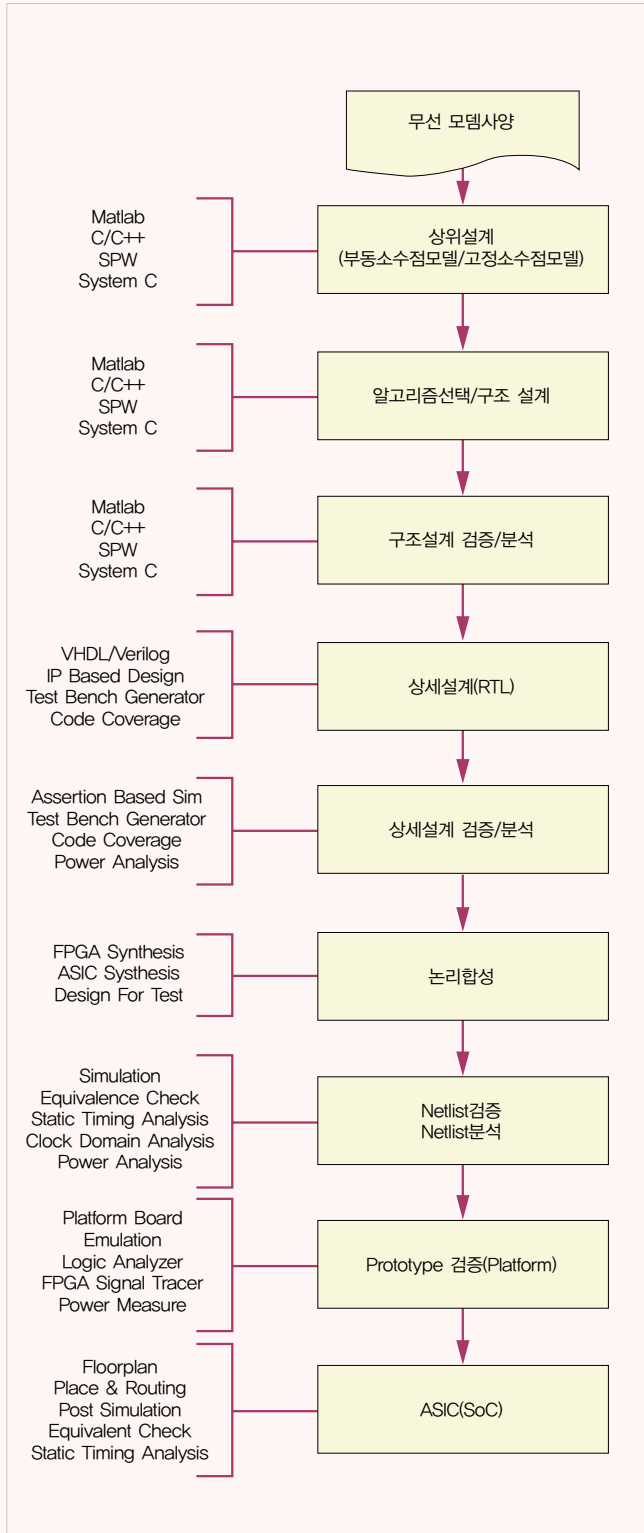 무선 모뎀사양
Matlab
C/C++
SPW
System C
상위설계
(부동소수점모델/고정소수점모델)
Matlab
C/C++
SPW
System C
알고리즘선택/구조 설계
Matlab
C/C++
SPW
System C
구조설계 검증/분석
VHDL/Verilog
IP Based Design
Test Bench Generator
Code Coverage
상세설계(RTL)
Assertion Based Sim
Test Bench Generator
Code Coverage
Power Analysis
상세설계 검증/분석
FPGA Synthesis
ASIC Systhesis
Design For Test
논리합성
Simulation
Equivalence Check
Static Timing Analysis
Clock Domain Analysis
Power Analysis
Netlist검증
Netlist분석
Platform Board
Emulation
Logic Analyzer
FPGA Signal Tracer
Power Measure
Prototype 검증(Platform)
Floorplan
Place & Routing
Post Simulation
Equivalent Check
Static Timing Analysis
ASIC(SoC)